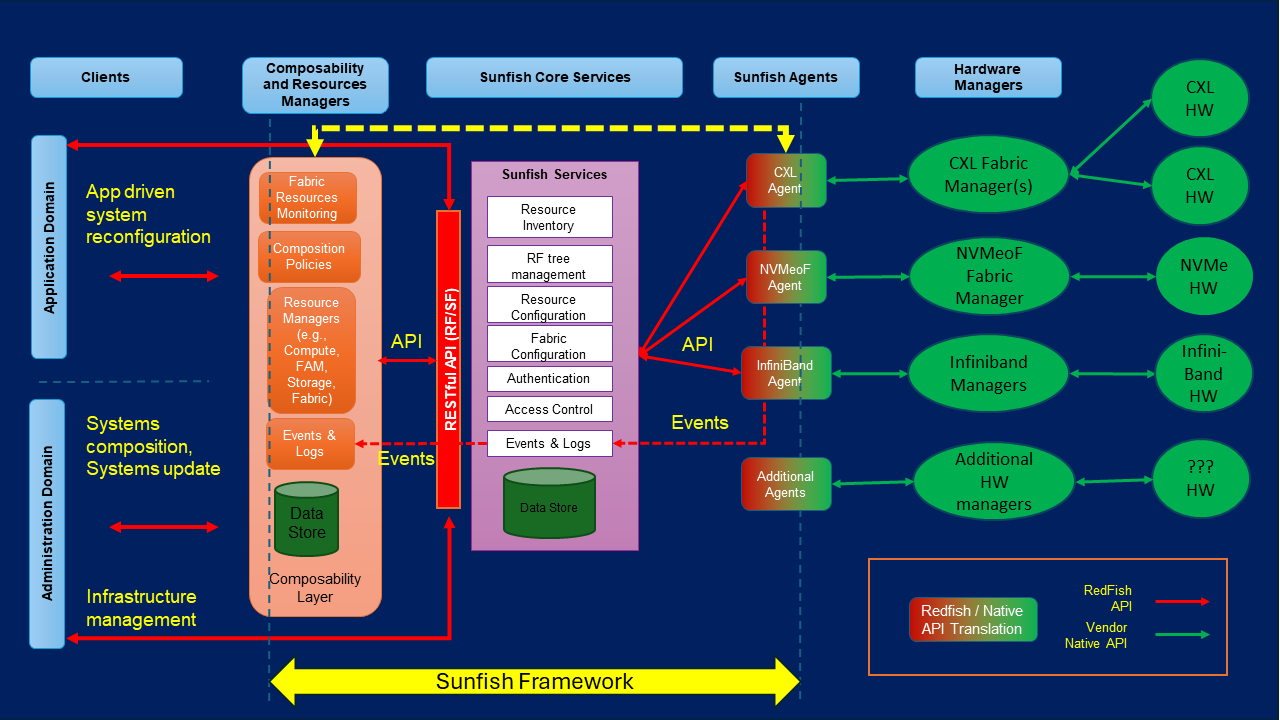 Clients
Composability
and Resources
Managers
Sunfish Core Services
Sunfish Agents
Hardware
Managers
Application Domain
App driven
system
reconfiguration
Administration Domain
Systems
composition,
Systems update
Infrastructure
management
Fabric
Resources
Monitoring
Composition
Policies
Resource
Managers
(e.g.,
Compute,
FAM,
Storage,
Fabric)
Events &
Logs
Data
Store
Composability
Layer
API
Events
RESTful API (RF/SF)
Sunfish Services
Resource
Inventory
RF tree
management
Resource
Configuration
Fabric
Configuration
Authentication
Access Control
Events & Logs
Data Store
API
Events
CXL
Agent
NVMeoF
Agent
InfiniBand
Agent
Additional
Agents
CXL Fabric
Manager(s)
NVMeoF
Fabric
Manager
Infiniband
Managers
Additional
HW
managers
CXL
HW
CXL
HW
NVMe
HW
Infini-
Band
HW
???
HW
Redfish / Native
API Translation
RedFish
API
Vendor
Native API
Sunfish Framework